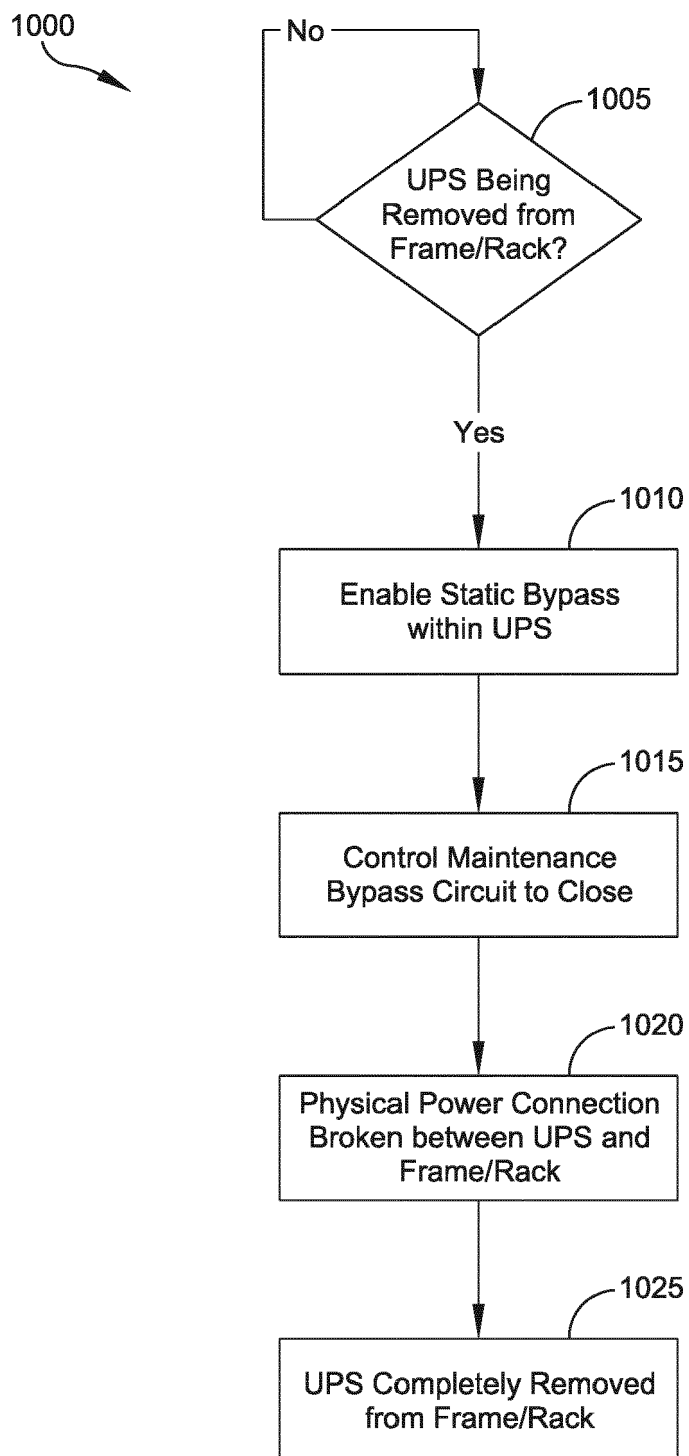 1000
No
1005
UPS Being
Removed from
Frame/Rack?
Yes
1010
Enable Static Bypass
within UPS
1015
Control Maintenance
Bypass Circuit to Close
1020
Physical Power Connection
Broken between UPS and
Frame/Rack
1025
UPS Completely Removed
from Frame/Rack